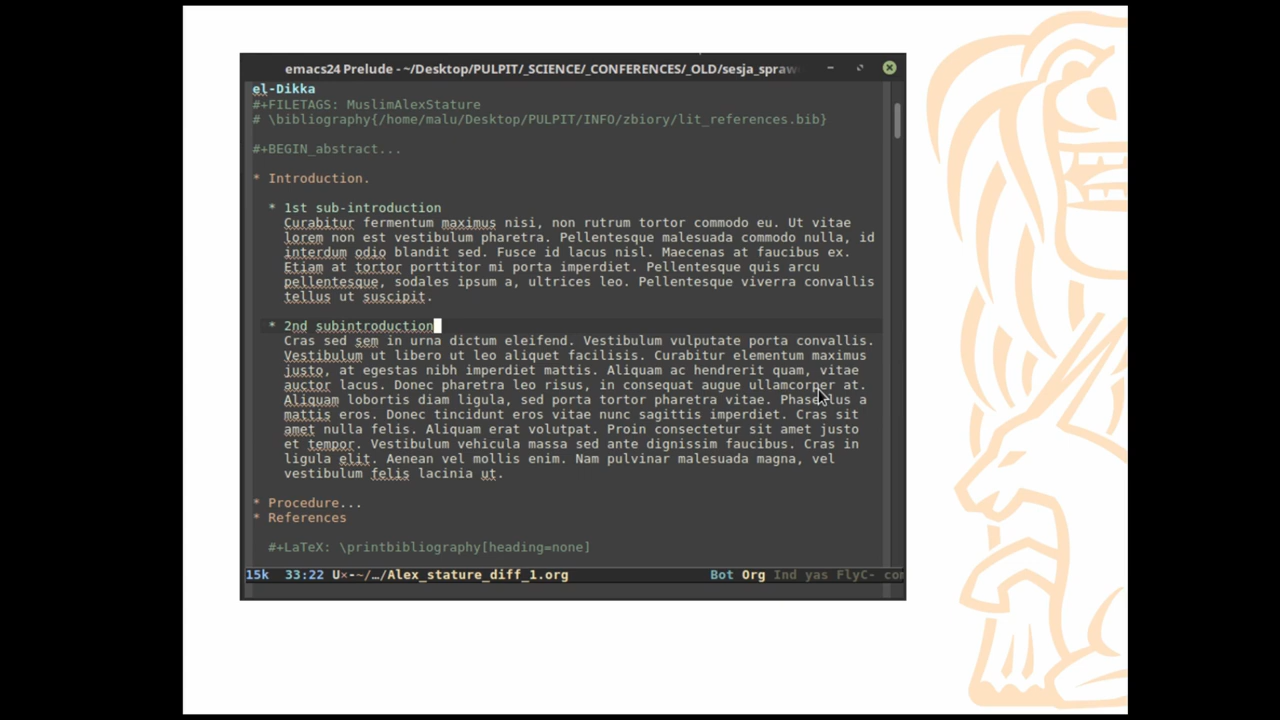 emacs24 Prelude - ~/Desktop/PULPIT/_SCIENCE/_CONFERENCES/_OLD/sesja_spraw
el-Dikka
#+FILETAGS: MuslimAlexStature
# \bibliography{/home/malu/Desktop/PULPIT/INFO/zbiory/lit_references.bib}
#+BEGIN_abstract...
* Introduction.
* 1st sub-introduction
Curabitur fermentum maximus nisi, non rutrum tortor commodo eu. Ut vitae
lorem non est vestibulum pharetra. Pellentesque malesuada commodo nulla, id
interdum odio blandit sed. Fusce id lacus nisl. Maecenas at faucibus ex.
Etiam at tortor porttitor mi porta imperdiet. Pellentesque quis arcu
pellentesque, sodales ipsum a, ultrices leo. Pellentesque viverra convallis
tellus ut suscipit.
* 2nd subintroduction
Cras sed sem in urna dictum eleifend. Vestibulum vulputate porta convallis.
Vestibulum ut libero ut leo aliquet facilisis. Curabitur elementum maximus
justo, at egestas nibh imperdiet mattis. Aliquam ac hendrerit quam, vitae
auctor lacus. Donec pharetra leo risus, in consequat augue ullamcorper at.
Aliquam lobortis diam ligula, sed porta tortor pharetra vitae. Phasellus a
mattis eros. Donec tincidunt eros vitae nunc sagittis imperdiet. Cras sit
amet nulla felis. Aliquam erat volutpat. Proin consectetur sit amet justo
et tempor. Vestibulum vehicula massa sed ante dignissim faucibus. Cras in
ligula elit. Aenean vel mollis enim. Nam pulvinar malesuada magna, vel
vestibulum felis lacinia ut.
* Procedure...
* References
#+LaTeX: \printbibliography[heading=none]
15k 33:22 U×-~/…/Alex_stature_diff_1.org Bot Org Ind yas FlyC- com